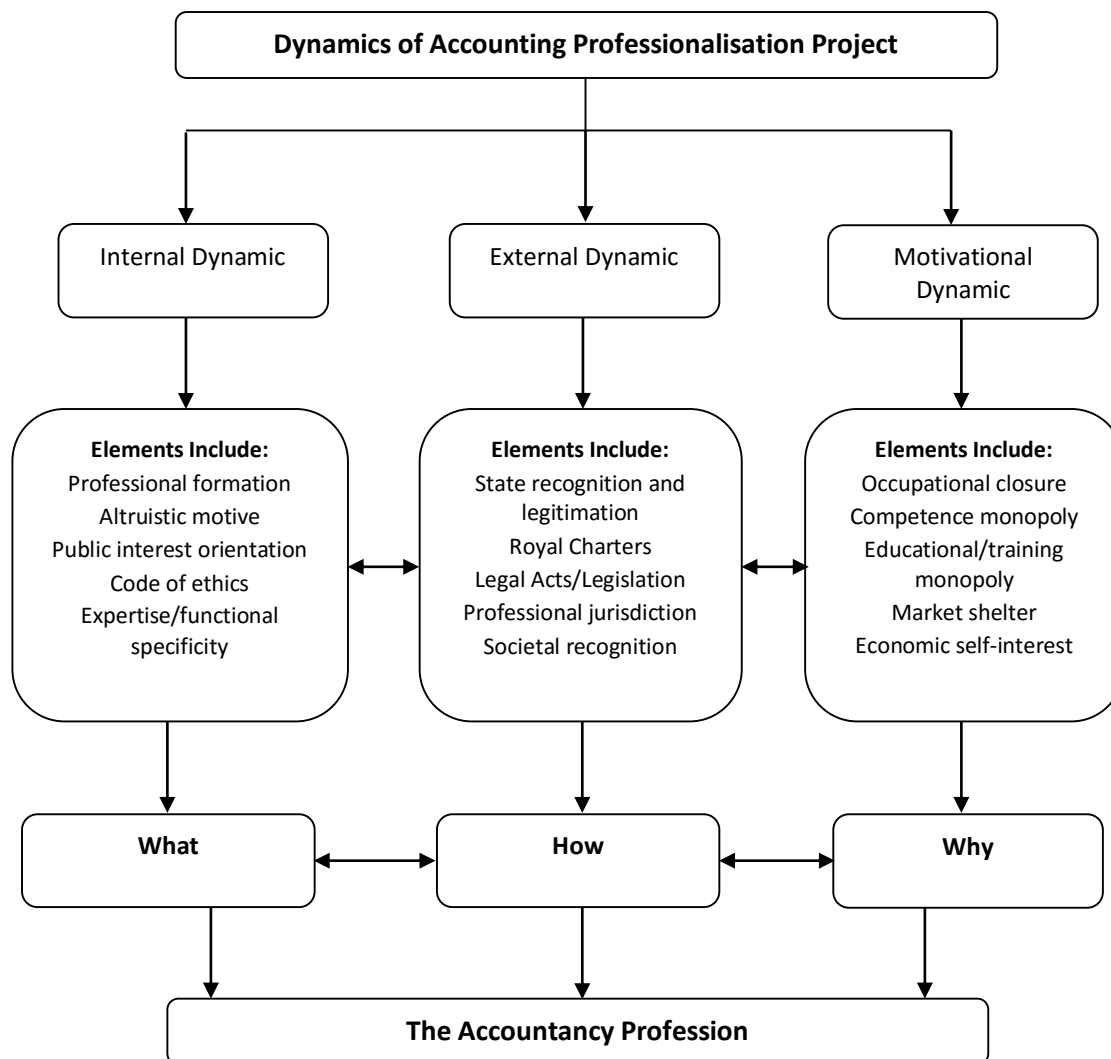 Dynamics of Accounting Professionalisation Project
Internal Dynamic
External Dynamic
Motivational
Dynamic
Elements Include:
Professional formation
Altruistic motive
Public interest orientation
Code of ethics
Expertise/functional
specificity
Elements Include:
State recognition and
legitimation
Royal Charters
Legal Acts/Legislation
Professional jurisdiction
Societal recognition
Elements Include:
Occupational closure
Competence monopoly
Educational/training
monopoly
Market shelter
Economic self-interest
What
How
Why
The Accountancy Profession